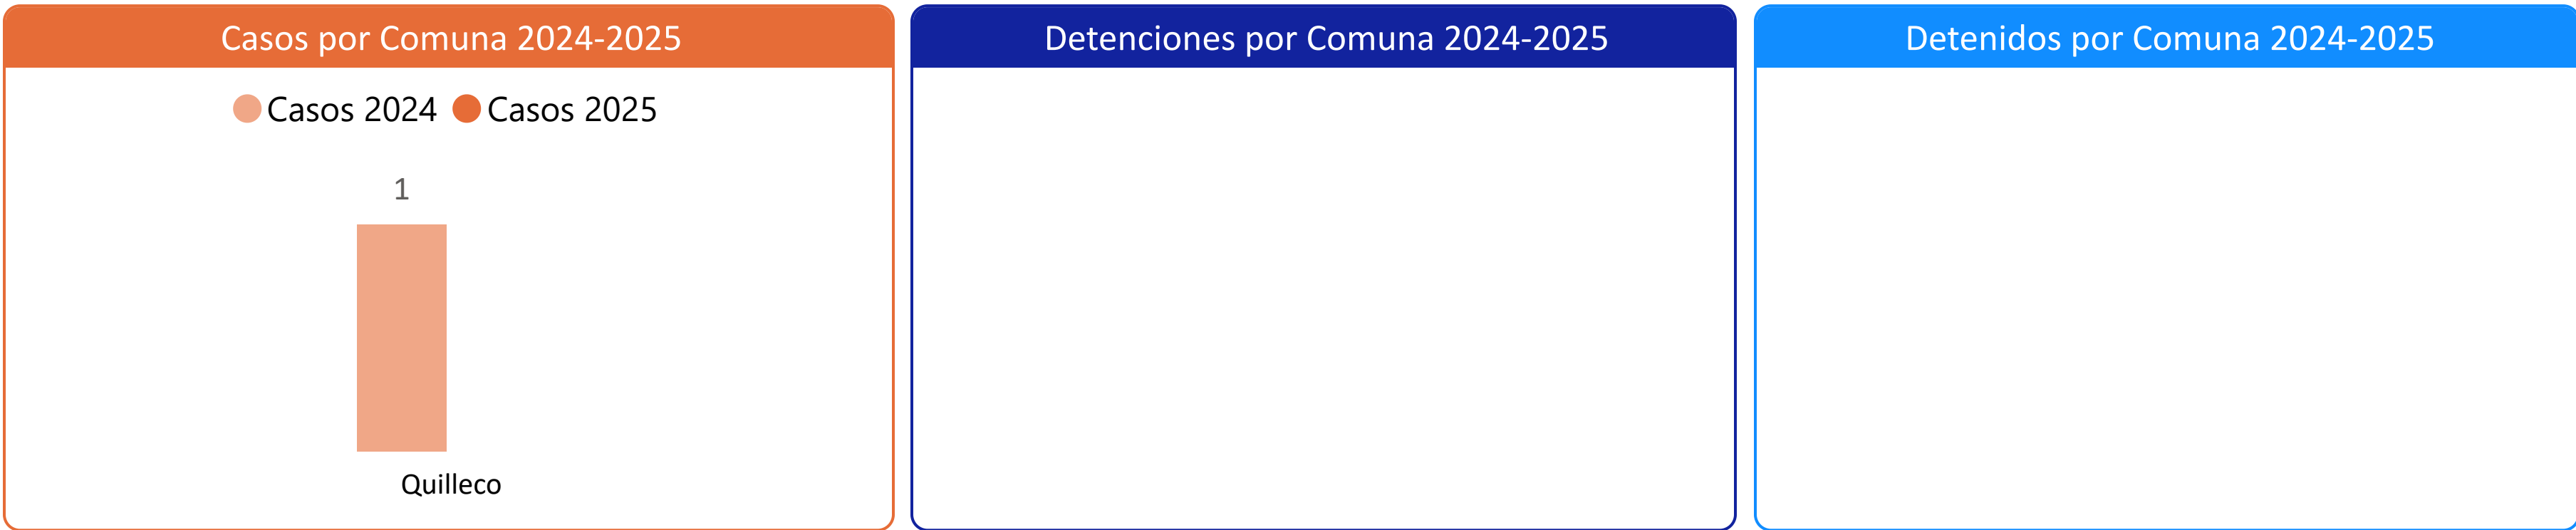 Casos por Comuna 2024-2025
Casos 2024 Casos 2025
1
Quilleco
Detenciones por Comuna 2024-2025
Detenidos por Comuna 2024-2025